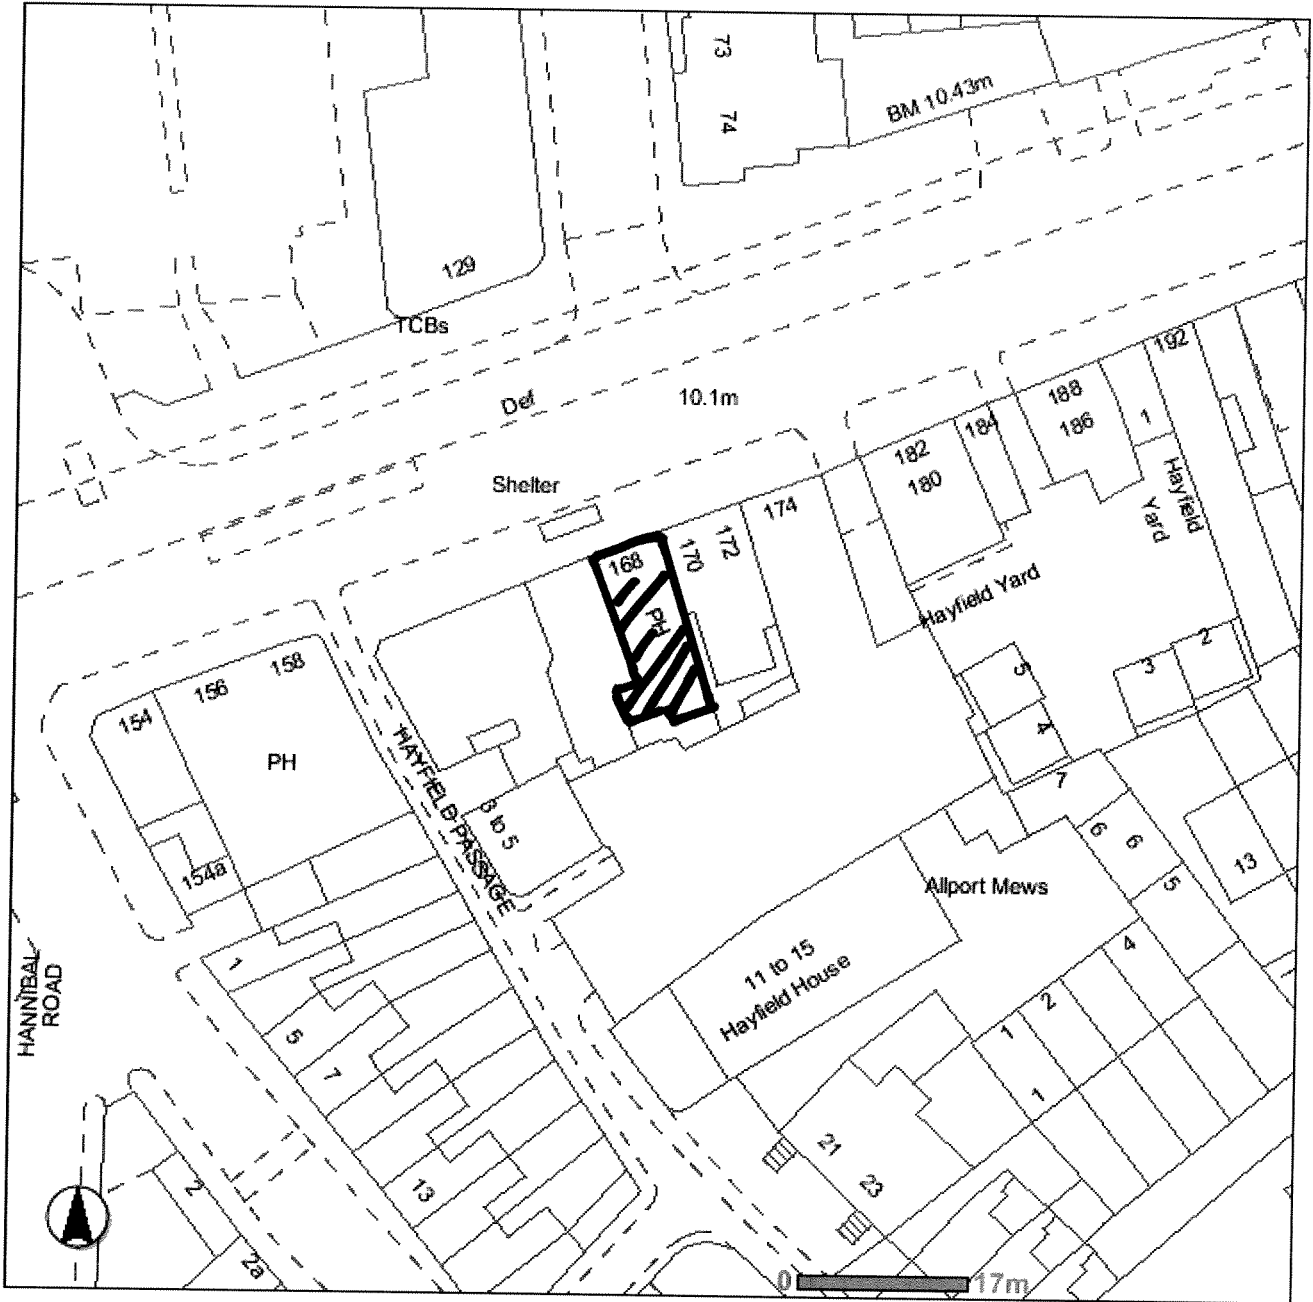 73
74
BM 10.43m
129
TCBs
Def
10.1m
Shelter
192
188
186
1
184
182
180
Hayfield
Yard
174
172
170
168
PH
Hayfield Yard
5
4
3
2
158
156
154
PH
154a
HAYFIELD PASSAGE
3 to 5
7
6
6
5
4
13
Allport Mews
11 to 15
Hayfield House
HANNIBAL
ROAD
1
5
7
13
2
1
1
21
23
2
2a
0
17m